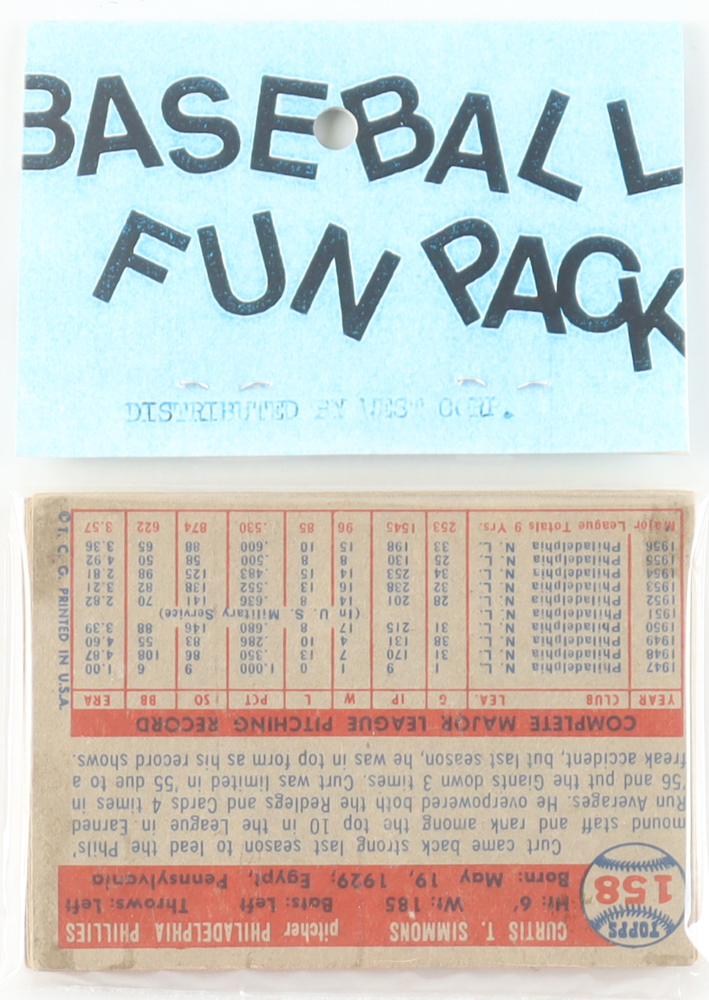 BASEBALL
FUN PACK
DISTRIBUTED BY WEST CORP.
TOPPS
158
CURTIS T. SIMMONS pitcher PHILADELPHIA PHILLIES
Ht: 6' Wt: 185 Bats: Left Throws: Left
Born: May 19, 1929; Egypt, Pennsylvania
Curt came back strong last season to lead the Phils'
mound staff and rank among the top 10 in the League in Earned
Run Averages. He overpowered both the Redlegs and Cards 4 times in
'56 and put the Giants down 3 times. Curt was limited in '55 due to a
freak accident, but last season, he was in top form as his record shows.
COMPLETE MAJOR LEAGUE PITCHING RECORD
YEAR CLUB LEA. G IP W L PCT SO BB ERA
1947 Philadelphia N. L. 1 9 1 0 1.000 9 6 1.00
1948 Philadelphia N. L. 31 170 7 13 .350 86 108 4.87
1949 Philadelphia N. L. 38 131 4 10 .286 83 55 4.60
1950 Philadelphia N. L. 31 215 17 8 .680 146 88 3.39
1951 (In U. S. Military Service)
1952 Philadelphia N. L. 28 201 14 8 .636 141 70 2.82
1953 Philadelphia N. L. 32 238 16 13 .552 138 82 3.21
1954 Philadelphia N. L. 34 253 14 15 .483 125 98 2.81
1955 Philadelphia N. L. 25 130 8 8 .500 58 50 4.92
1956 Philadelphia N. L. 33 198 15 10 .600 88 65 3.36
Major League Totals 9 Yrs. 253 1545 96 85 .530 874 622 3.57
© T. C. G. PRINTED IN U.S.A.